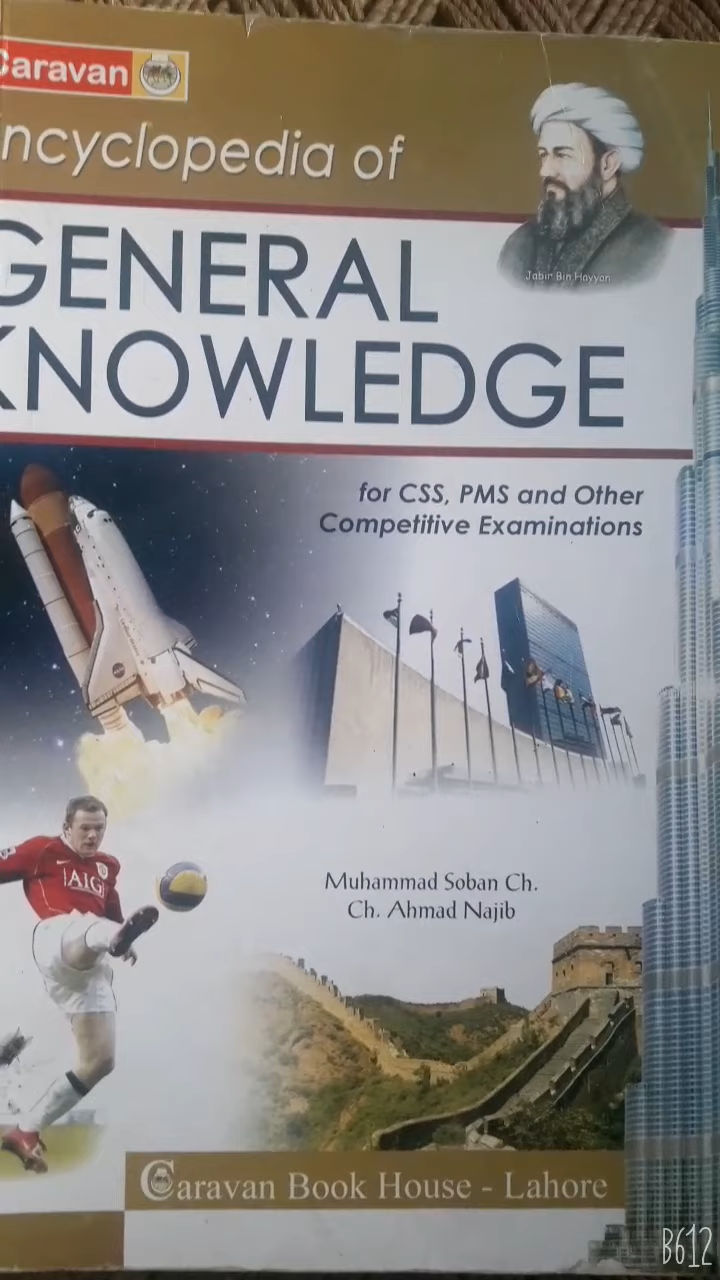 Caravan
ncyclopedia of
Jabir Bin Hayyan
GENERAL
KNOWLEDGE
for CSS, PMS and Other
Competitive Examinations
AIG
Muhammad Soban Ch.
Ch. Ahmad Najib
Caravan Book House - Lahore
B612